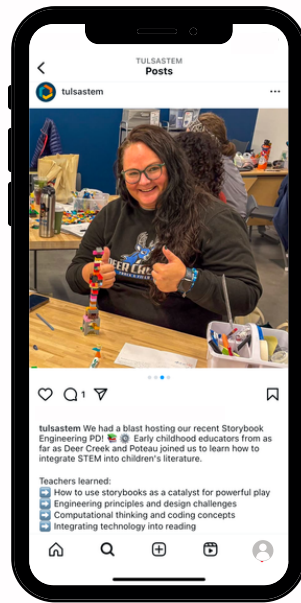 TULSASTEM
Posts
tulsastem
DEER CREEK
1
tulsastem We had a blast hosting our recent Storybook
Engineering PD! 📚 ⚙️ Early childhood educators from as
far as Deer Creek and Poteau joined us to learn how to
integrate STEM into children's literature.
Teachers learned:
➡️ How to use storybooks as a catalyst for powerful play
➡️ Engineering principles and design challenges
➡️ Computational thinking and coding concepts
➡️ Integrating technology into reading